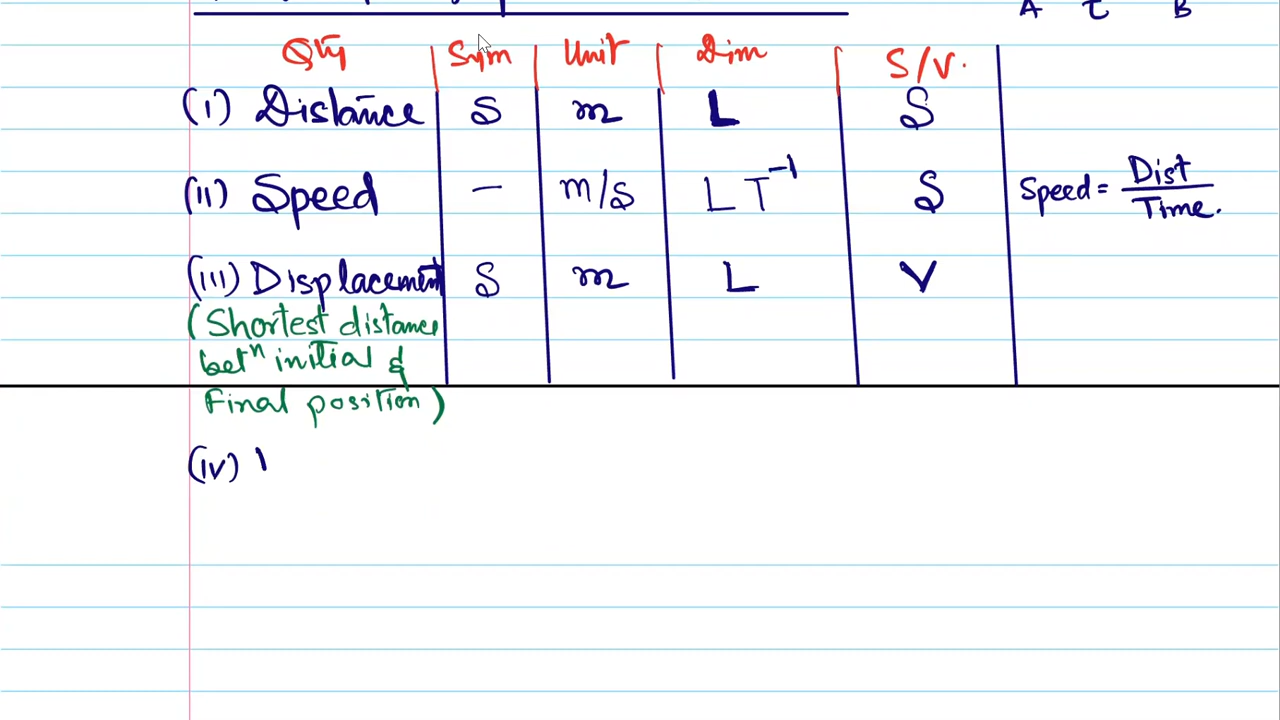 A B
Qty Sym Unit Dim S/V.
(i) Distance S m L S
(ii) Speed – m/s L T⁻¹ S Speed = Dist / Time.
(iii) Displacement S m L V
(Shortest distance
betⁿ initial &
Final position)
(iv)